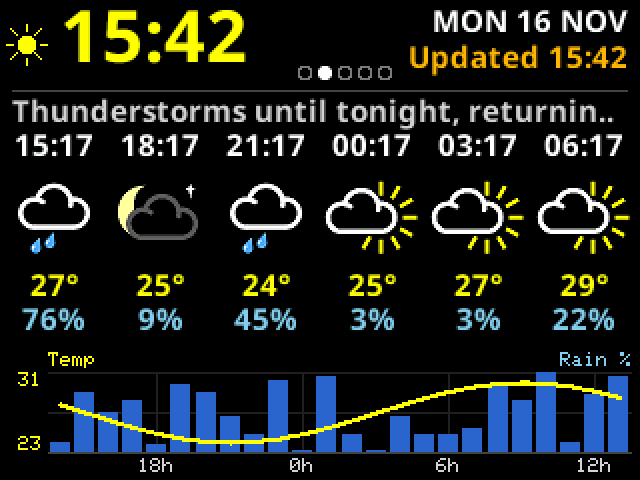 15:42
MON 16 NOV
Updated 15:42
Thunderstorms until tonight, returnin..
15:17 18:17 21:17 00:17 03:17 06:17
27° 25° 24° 25° 27° 29°
76% 9% 45% 3% 3% 22%
Temp Rain %
31
23
18h 0h 6h 12h